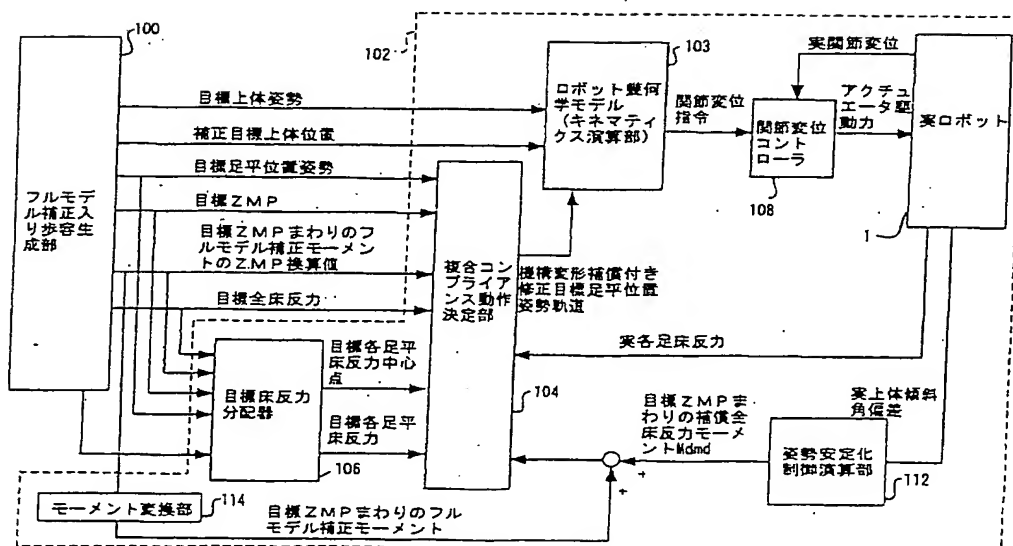 100
102
103
実関節変位
ロボット幾何
学モデル
(キネマティ
クス演算部)
関節変位
指令
関節変位
コント
ローラ
108
アクチュ
エータ駆
動力
実ロボット
1
目標上体姿勢
補正目標上体位置
目標足平位置姿勢
目標ZMP
目標ZMPまわりのフ
ルモデル補正モーメン
トのZMP換算値
目標全床反力
フルモデ
ル補正入
り歩容生
成部
複合コン
プライア
ンス動作
決定部
機構変形補償付き
修正目標足平位置
姿勢軌道
104
実各足床反力
目標床反力
分配器
106
目標各足平
床反力中心
点
目標各足平
床反力
目標ZMPま
わりの補償全
床反力モーメ
ントMdmd
実上体傾斜
角偏差
姿勢安定化
制御演算部
112
+
+
モーメント変換部
114
目標ZMPまわりのフル
モデル補正モーメント